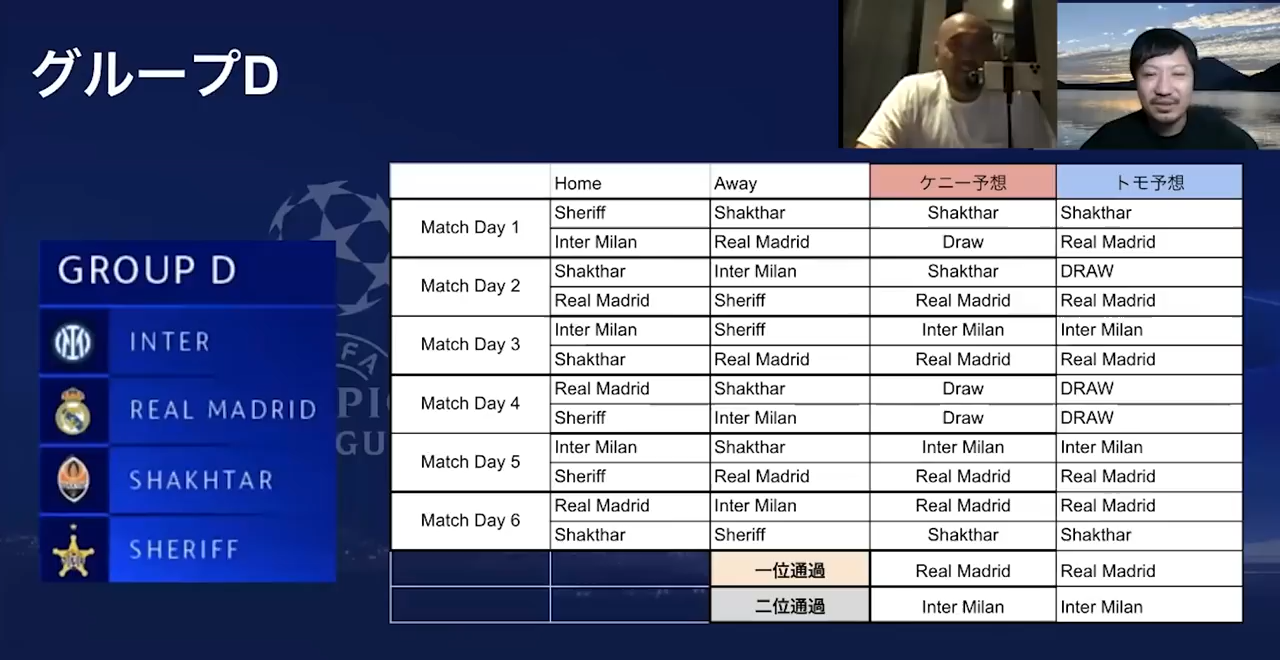 グループD
GROUP D
INTER
REAL MADRID
SHAKHTAR
SHERIFF
Home Away ケニー予想 トモ予想
Match Day 1
Sheriff Shakthar Shakthar Shakthar
Inter Milan Real Madrid Draw Real Madrid
Match Day 2
Shakthar Inter Milan Shakthar DRAW
Real Madrid Sheriff Real Madrid Real Madrid
Match Day 3
Inter Milan Sheriff Inter Milan Inter Milan
Shakthar Real Madrid Real Madrid Real Madrid
Match Day 4
Real Madrid Shakthar Draw DRAW
Sheriff Inter Milan Draw DRAW
Match Day 5
Inter Milan Shakthar Inter Milan Inter Milan
Sheriff Real Madrid Real Madrid Real Madrid
Match Day 6
Real Madrid Inter Milan Real Madrid Real Madrid
Shakthar Sheriff Shakthar Shakthar
一位通過 Real Madrid Real Madrid
二位通過 Inter Milan Inter Milan